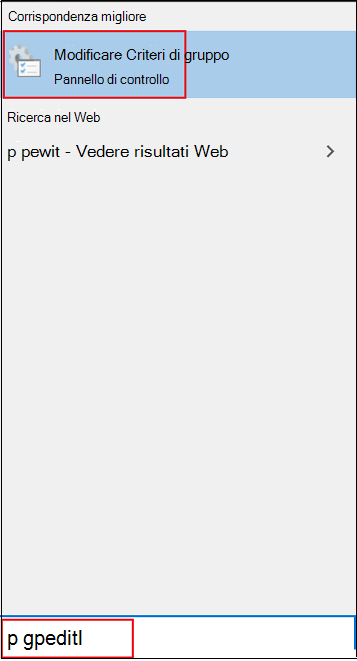 Corrispondenza migliore
Modificare Criteri di gruppo
Pannello di controllo
Ricerca nel Web
p pewit - Vedere risultati Web
p gpeditl